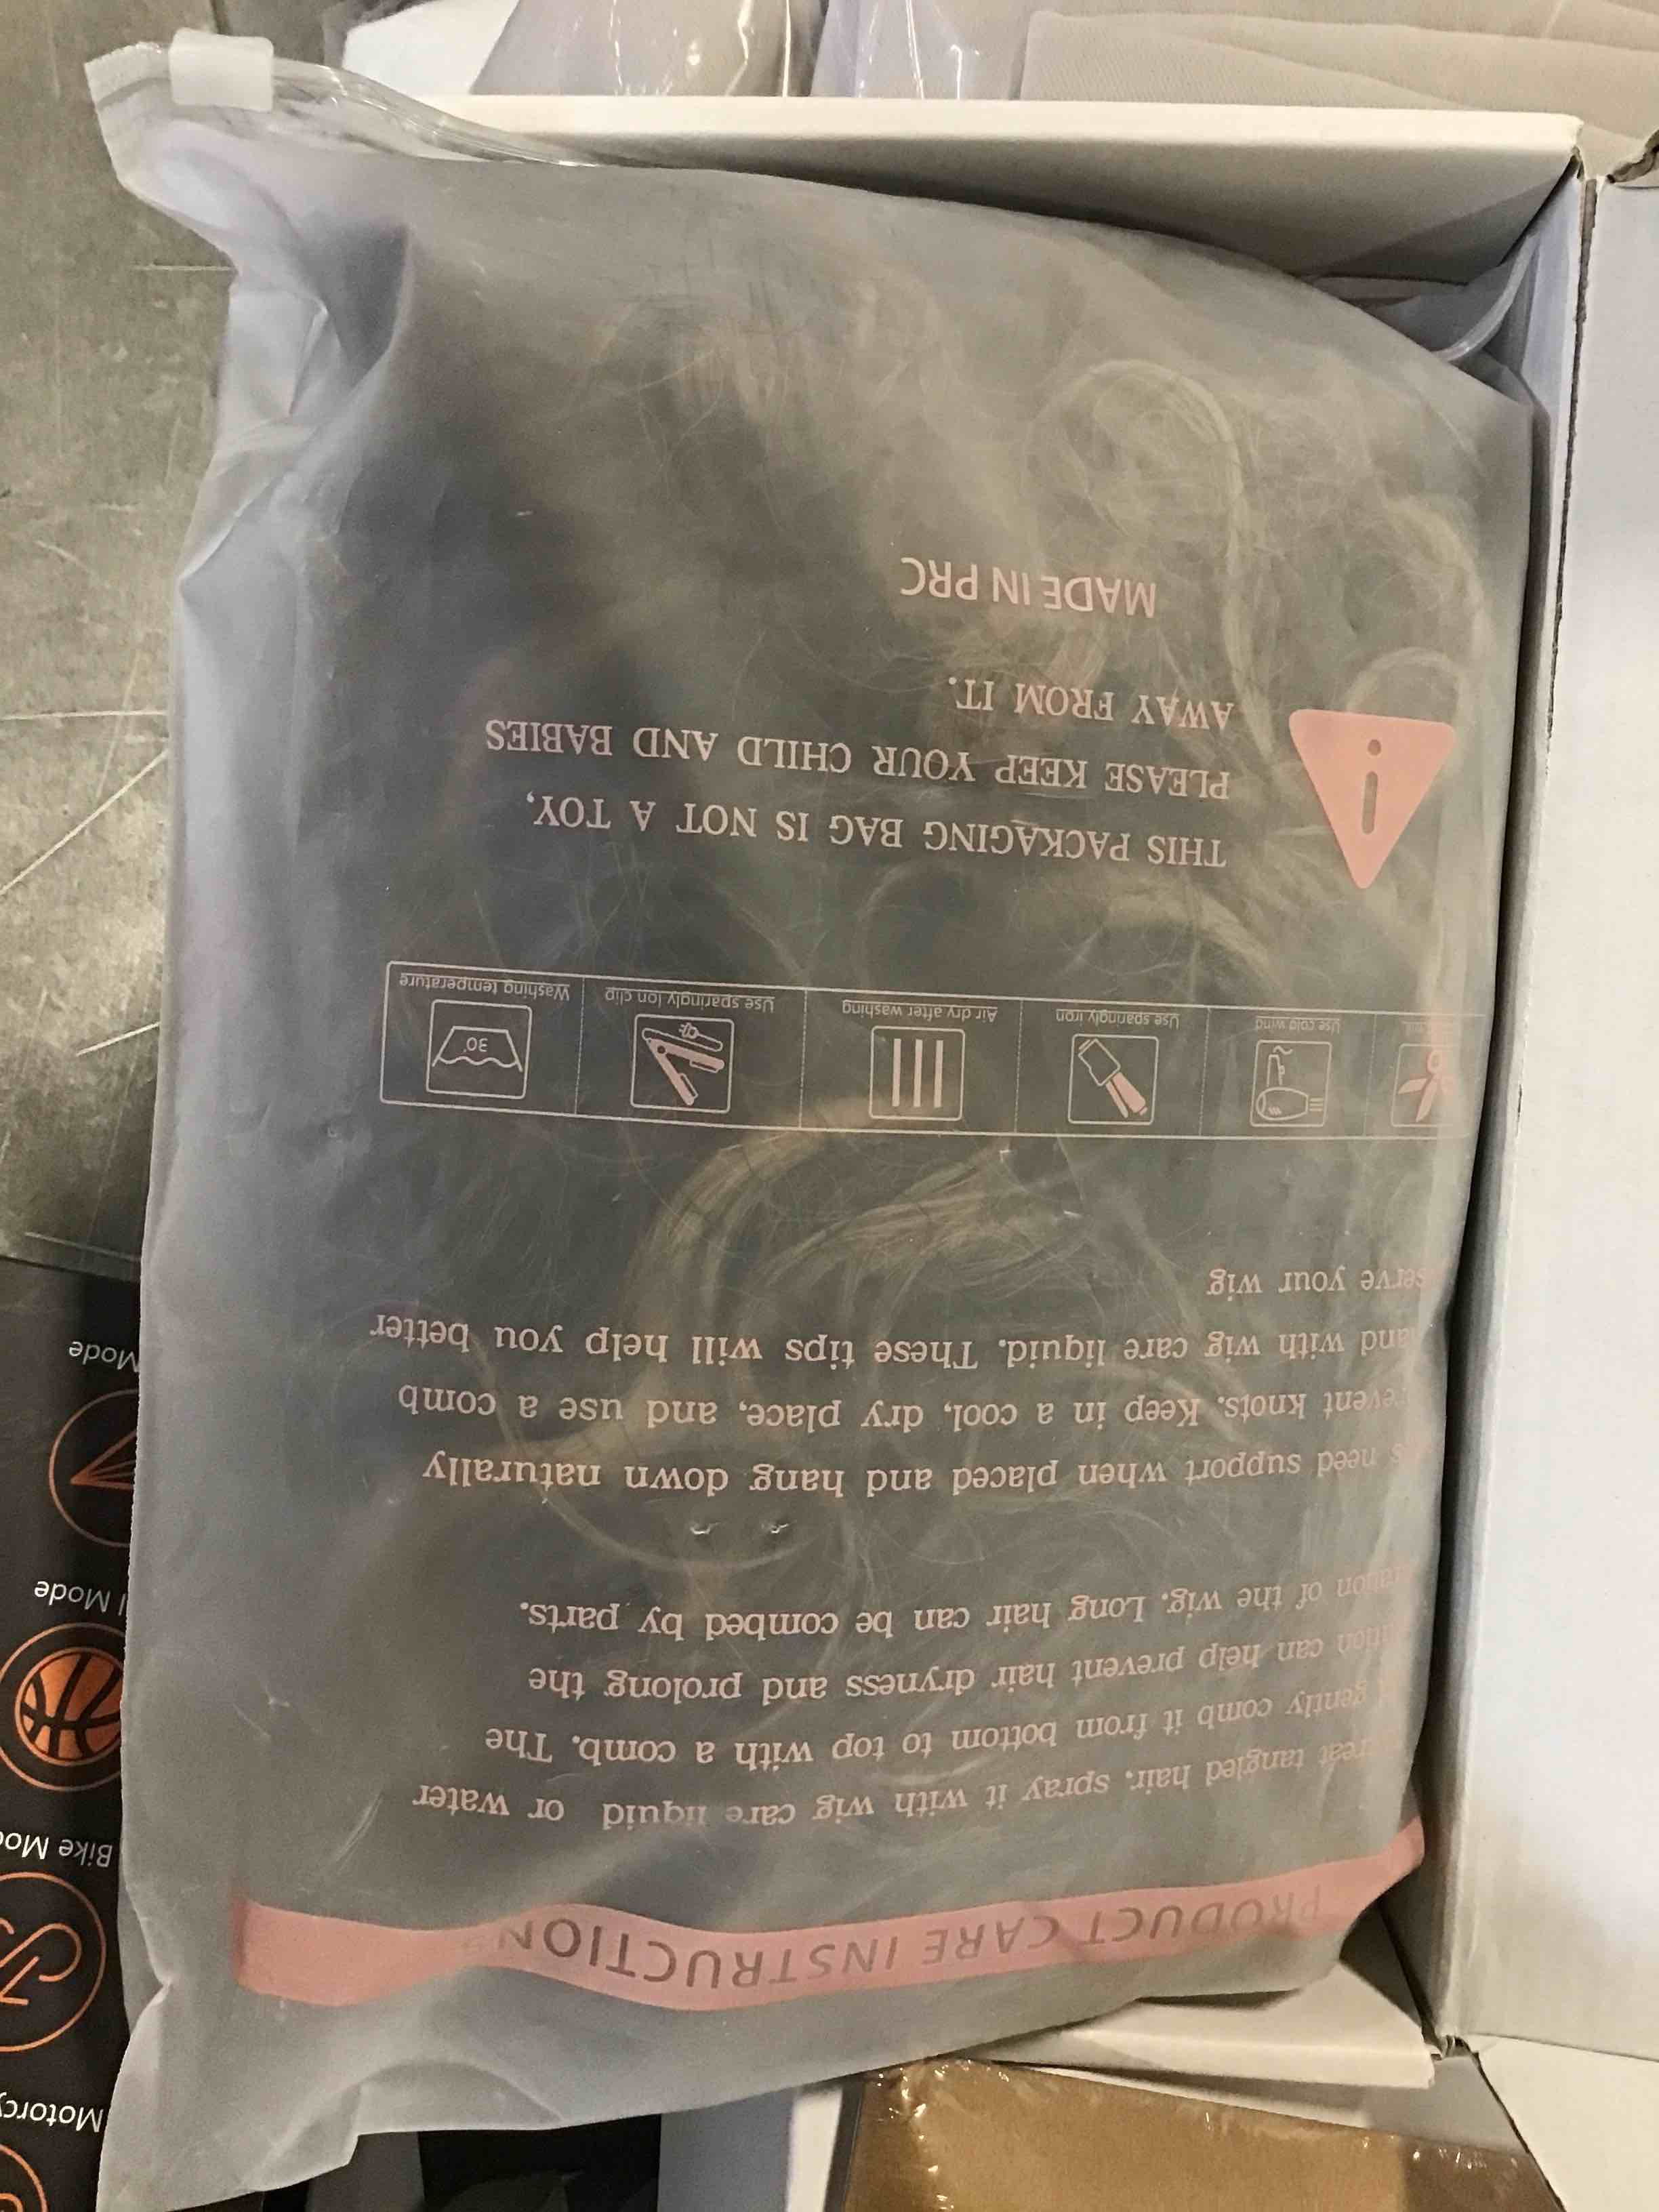 PRODUCT CARE INSTRUCTION
tangled hair, spray it with wig care liquid or water
gently comb it from bottom to top with a comb. The
can help prevent hair dryness and prolong the
of the wig. Long hair can be combed by parts.
need support when placed and hang down naturally
knots. Keep in a cool, dry place, and use a comb
and with wig care liquid. These tips will help you better
serve your wig
Use cold wind
Use sparingly iron
Air dry after washing
Use sparingly Ion clip
30°
Washing temperature
THIS PACKAGING BAG IS NOT A TOY,
PLEASE KEEP YOUR CHILD AND BABIES
AWAY FROM IT.
MADE IN PRC
Motorcy
Bike Mo
l Mode
Mode